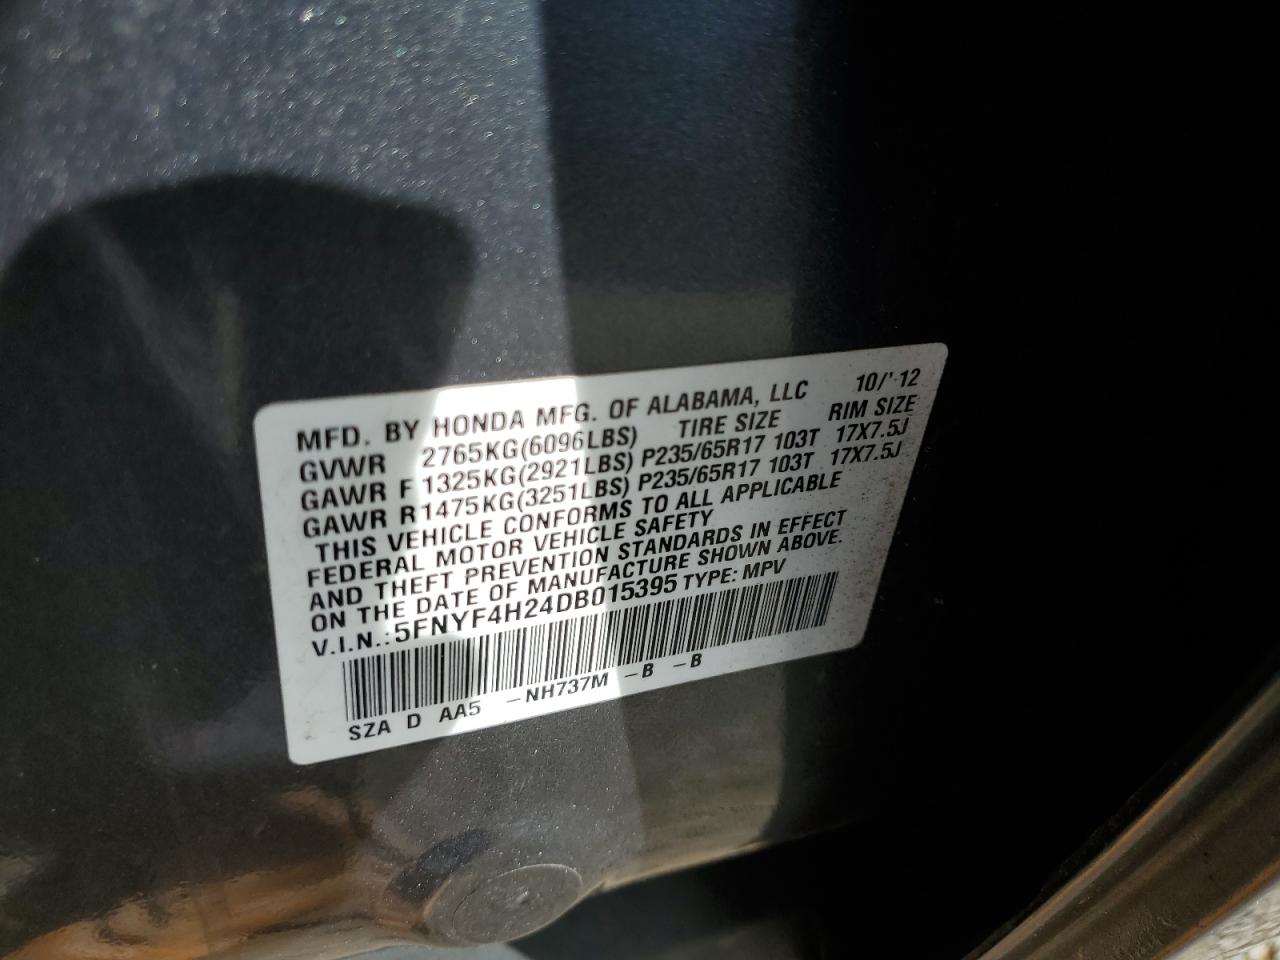 MFD. BY HONDA MFG. OF ALABAMA, LLC 10/'12
GVWR 2765KG(6096LBS) TIRE SIZE RIM SIZE
GAWR F 1325KG(2921LBS) P235/65R17 103T 17X7.5J
GAWR R 1475KG(3251LBS) P235/65R17 103T 17X7.5J
THIS VEHICLE CONFORMS TO ALL APPLICABLE
FEDERAL MOTOR VEHICLE SAFETY
AND THEFT PREVENTION STANDARDS IN EFFECT
ON THE DATE OF MANUFACTURE SHOWN ABOVE.
V.I.N.: 5FNYF4H24DB015395 TYPE: MPV
SZA D AA5 -NH737M -B -B